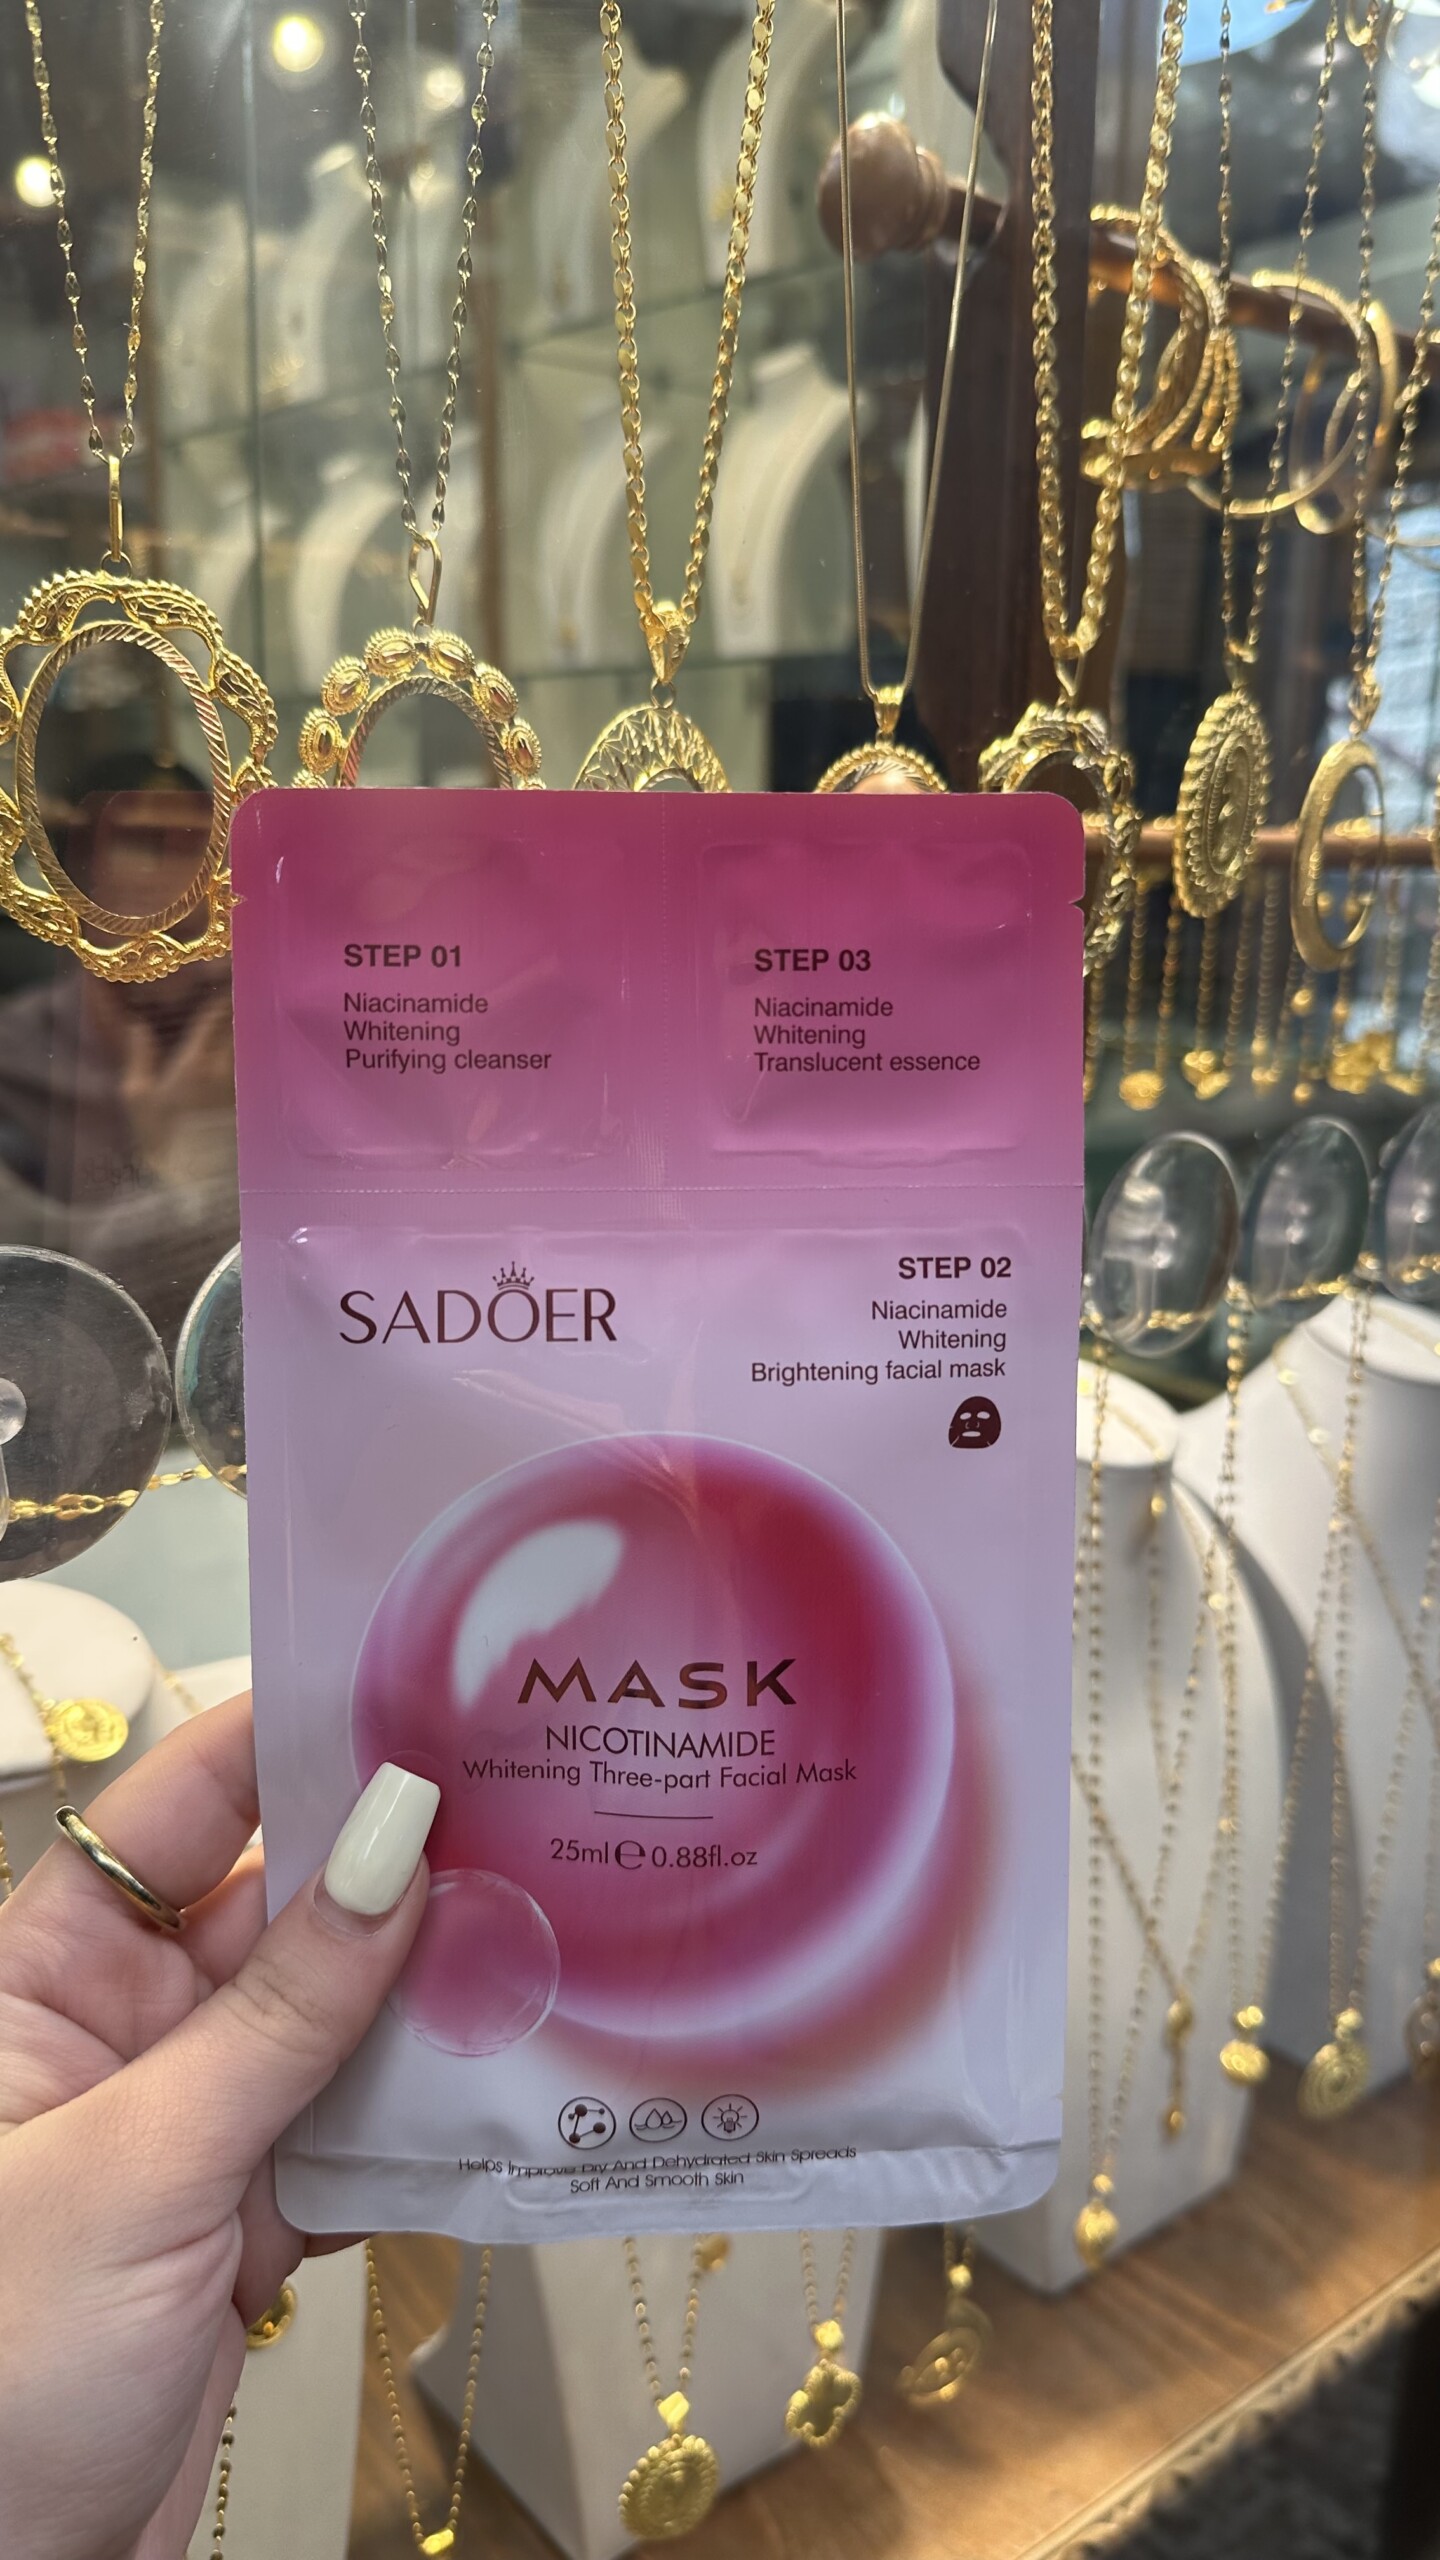 STEP 01
Niacinamide
Whitening
Purifying cleanser
STEP 03
Niacinamide
Whitening
Translucent essence
SADOER
STEP 02
Niacinamide
Whitening
Brightening facial mask
MASK
NICOTINAMIDE
Whitening Three-part Facial Mask
25ml ℮ 0.88fl.oz
Helps Improve Dry And Dehydrated Skin Spreads
Soft And Smooth Skin